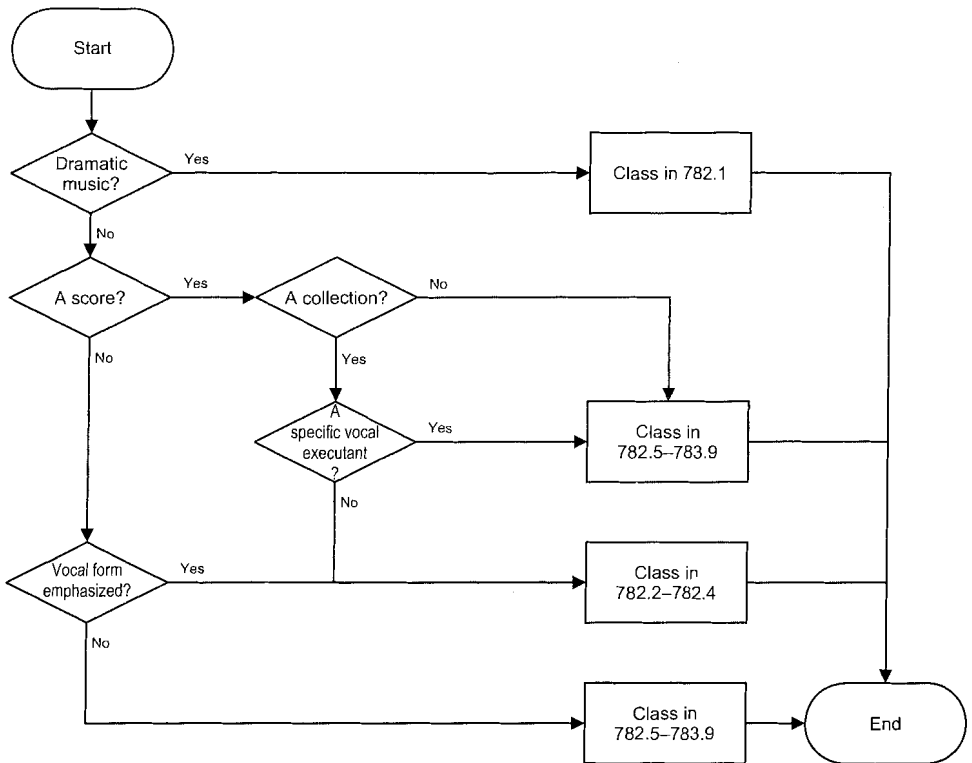 Start
Dramatic
music?
Yes
Class in 782.1
No
A score?
Yes
A collection?
No
No
Yes
A
specific vocal
executant
?
Yes
Class in
782.5–783.9
No
Vocal form
emphasized?
Yes
Class in
782.2–782.4
No
Class in
782.5–783.9
End